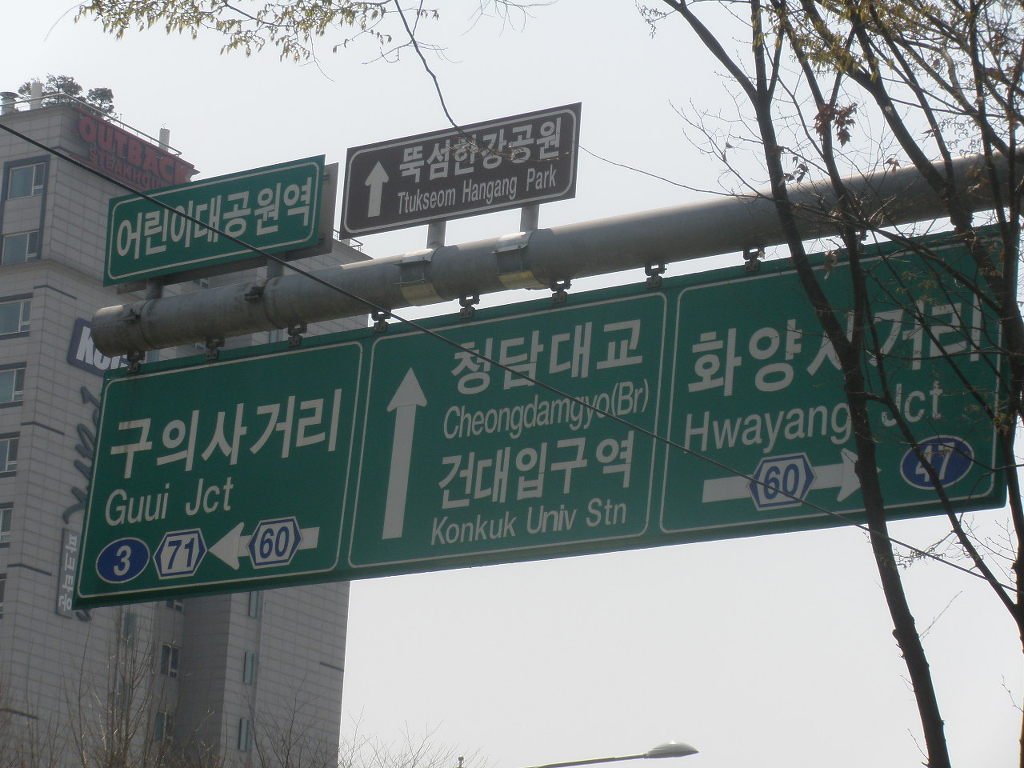 OUTBACK
STEAKHOUSE
뚝섬한강공원
Ttukseom Hangang Park
어린이대공원역
구의사거리
Guui Jct
3 71 60
청담대교
Cheongdamgyo(Br)
건대입구역
Konkuk Univ Stn
화양사거리
Hwayang Jct
60 47